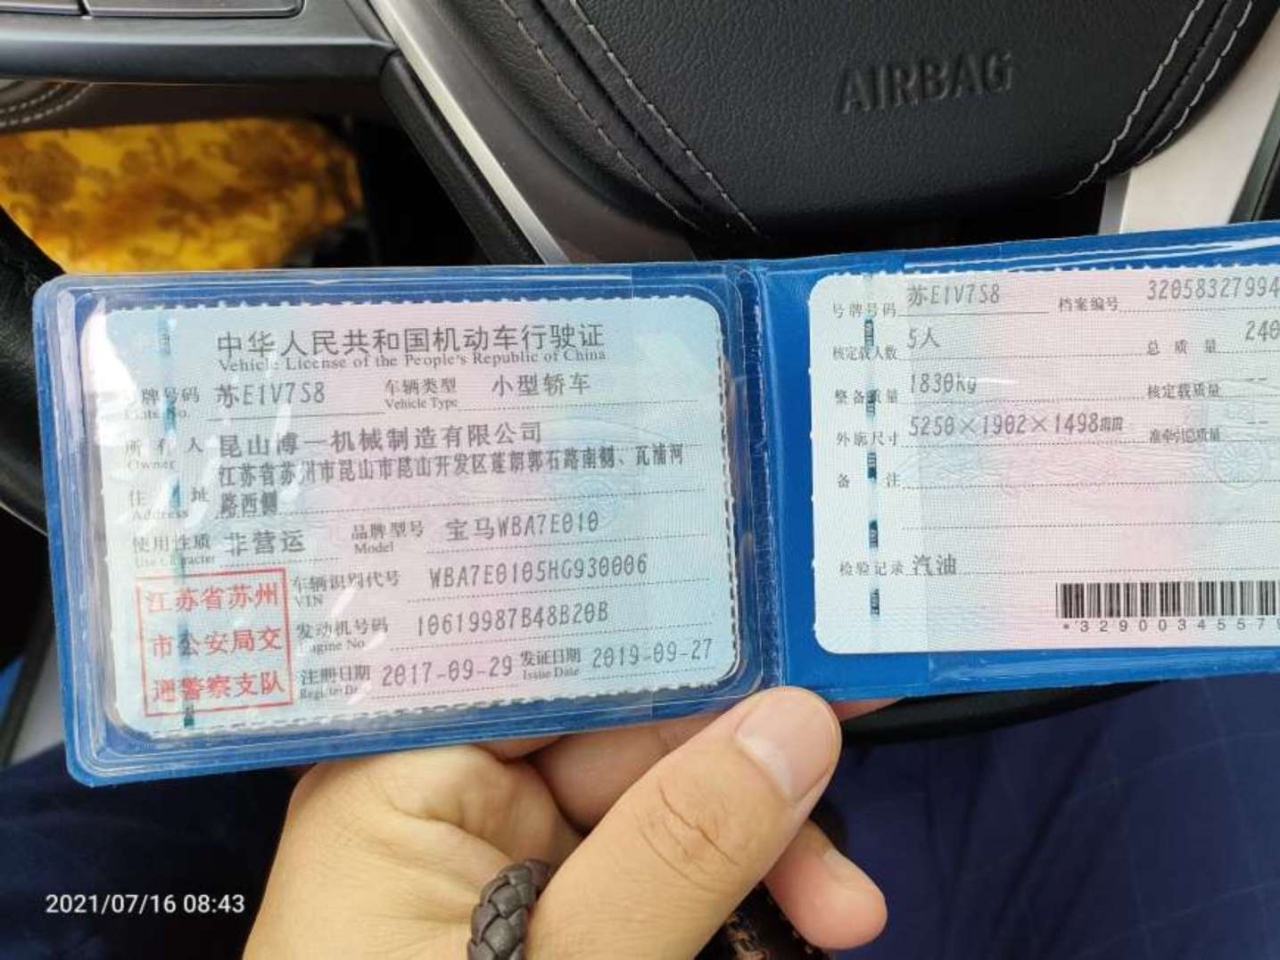 AIRBAG
中华人民共和国机动车行驶证
Vehicle License of the People's Republic of China
号牌号码 苏E1V7S8 车辆类型 小型轿车
Plate No. Vehicle Type
所有人 昆山博一机械制造有限公司
Owner
江苏省苏州市昆山市昆山开发区蓬朗郭石路南侧、瓦浦河
住址 路西侧
Address
使用性质 非营运 品牌型号 宝马WBA7E010
Use Character Model
江苏省苏州
市公安局交
通警察支队
车辆识别代号 WBA7E0105HG930006
VIN
发动机号码 10619987B48B20B
Engine No.
注册日期 2017-09-29 发证日期 2019-09-27
Register Date Issue Date
号牌号码 苏E1V7S8 档案编号 32058327994
核定载人数 5人 总质量 240
整备质量 1830kg 核定载质量 --
外廓尺寸 5250×1902×1498mm 准牵引总质量 --
备注
检验记录 汽油
*329003455 7
2021/07/16 08:43